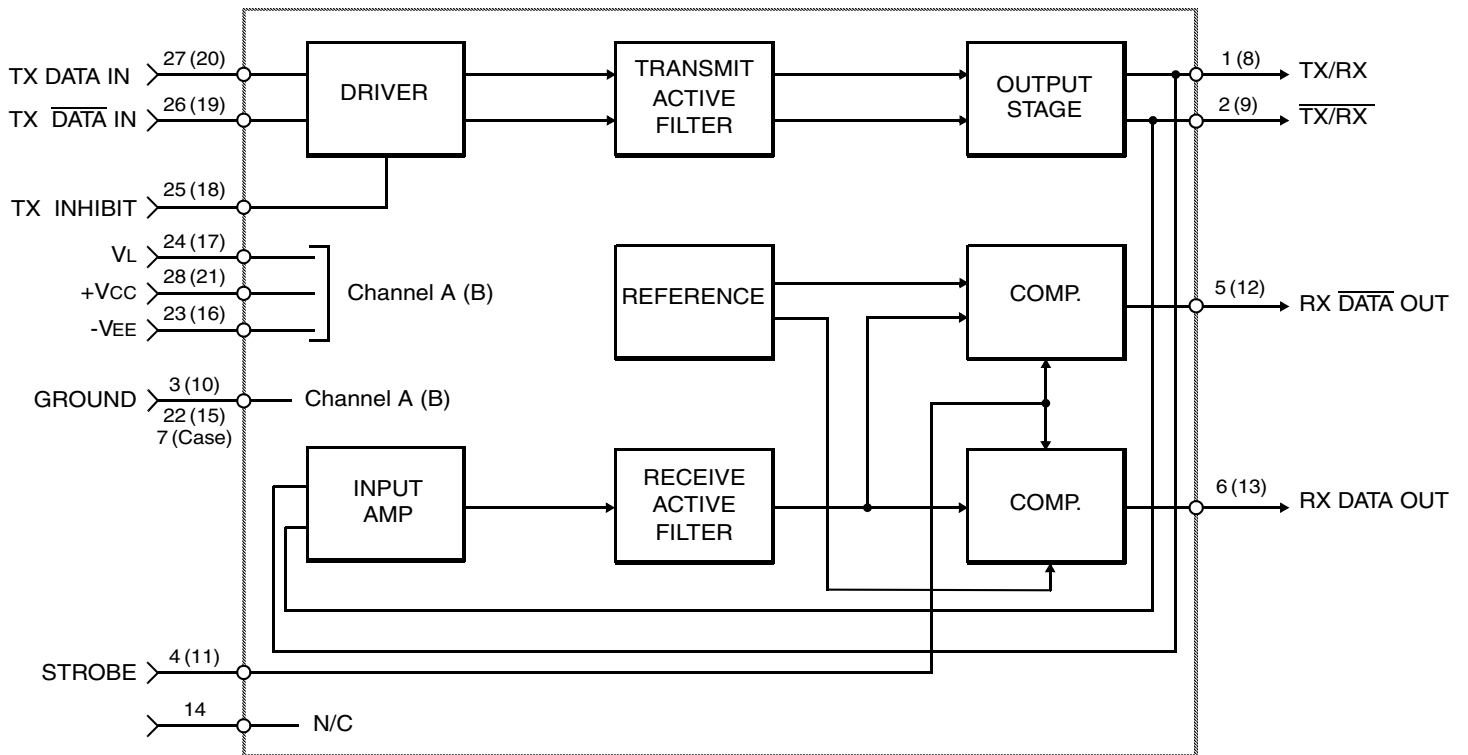 27 (20)
TX DATA IN
26 (19)
TX DATA IN
DRIVER
TRANSMIT
ACTIVE
FILTER
OUTPUT
STAGE
1 (8)
TX/RX
2 (9)
TX/RX
25 (18)
TX INHIBIT
24 (17)
VL
28 (21)
+VCC
23 (16)
-VEE
Channel A (B)
REFERENCE
COMP.
5 (12)
RX DATA OUT
3 (10)
GROUND
22 (15)
7 (Case)
Channel A (B)
INPUT
AMP
RECEIVE
ACTIVE
FILTER
COMP.
6 (13)
RX DATA OUT
4 (11)
STROBE
14
N/C